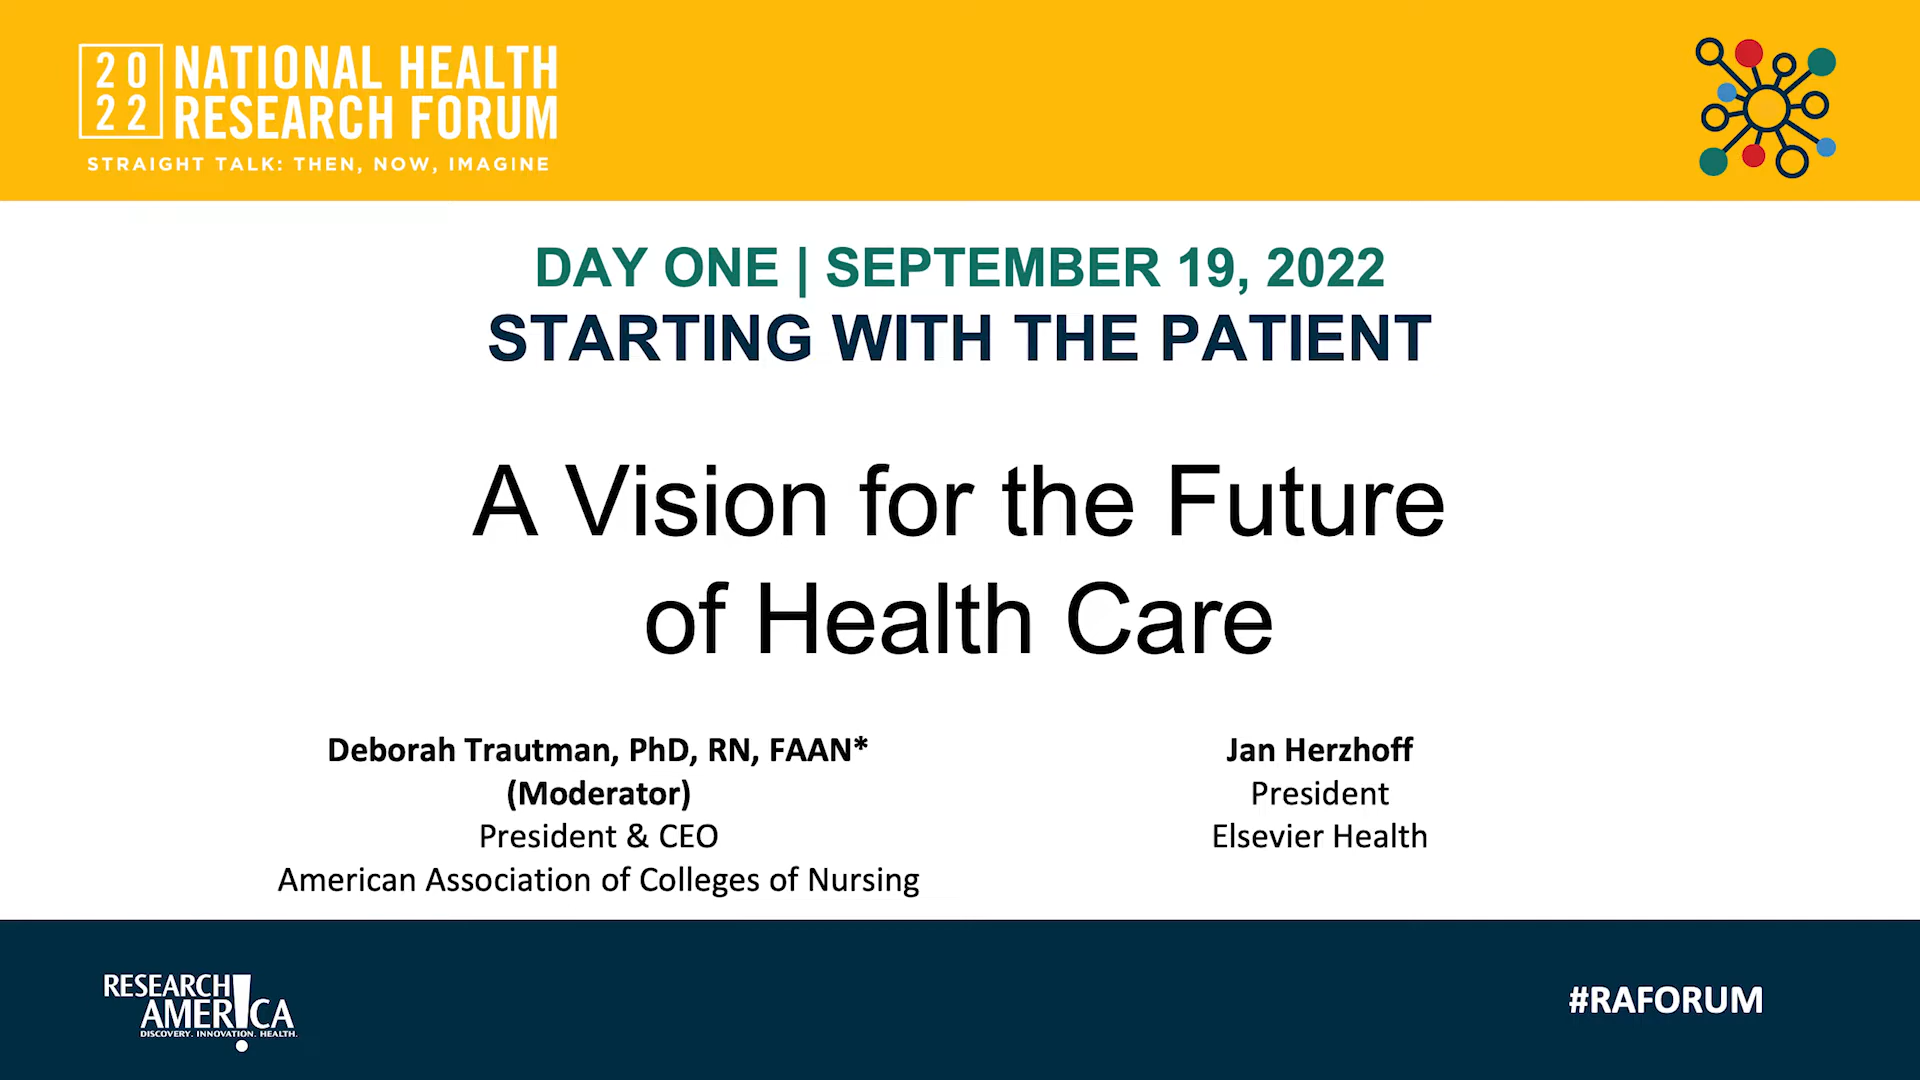 2022
NATIONAL HEALTH
RESEARCH FORUM
STRAIGHT TALK: THEN, NOW, IMAGINE
DAY ONE | SEPTEMBER 19, 2022
STARTING WITH THE PATIENT
A Vision for the Future
of Health Care
Deborah Trautman, PhD, RN, FAAN*
(Moderator)
President & CEO
American Association of Colleges of Nursing
Jan Herzhoff
President
Elsevier Health
RESEARCH
AMER!CA
DISCOVERY. INNOVATION. HEALTH.
#RAFORUM